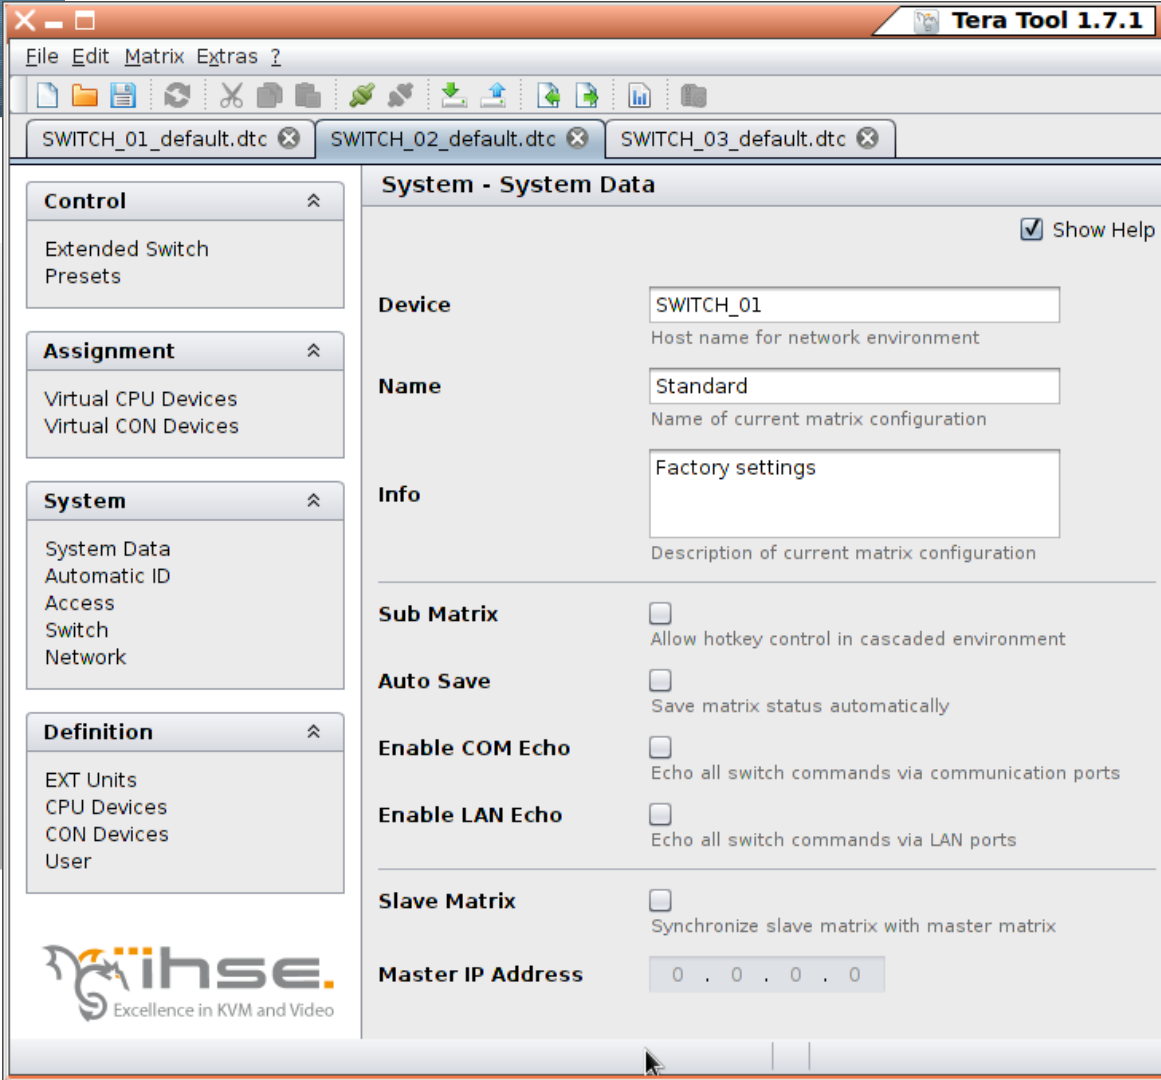 Tera Tool 1.7.1
File Edit Matrix Extras ?
SWITCH_01_default.dtc SWITCH_02_default.dtc SWITCH_03_default.dtc
Control
Extended Switch
Presets
Assignment
Virtual CPU Devices
Virtual CON Devices
System
System Data
Automatic ID
Access
Switch
Network
Definition
EXT Units
CPU Devices
CON Devices
User
ihse.
Excellence in KVM and Video
System - System Data
Show Help
Device SWITCH_01
Host name for network environment
Name Standard
Name of current matrix configuration
Info Factory settings
Description of current matrix configuration
Sub Matrix
Allow hotkey control in cascaded environment
Auto Save
Save matrix status automatically
Enable COM Echo
Echo all switch commands via communication ports
Enable LAN Echo
Echo all switch commands via LAN ports
Slave Matrix
Synchronize slave matrix with master matrix
Master IP Address 0 . 0 . 0 . 0